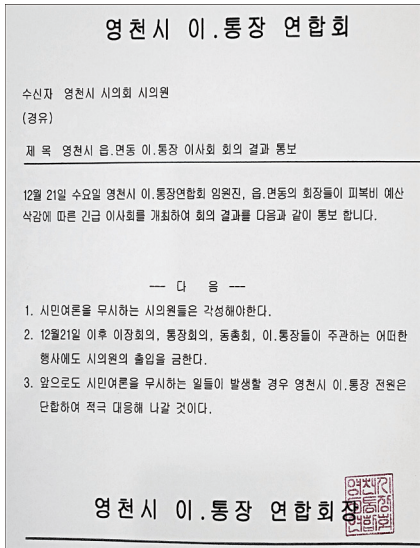 영천시 이.통장 연합회
수신자 영천시 시의회 시의원
(경유)
제 목 영천시 읍.면동 이.통장 이사회 회의 결과 통보
12월 21일 수요일 영천시 이.통장연합회 임원진, 읍.면동의 회장들이 피복비 예산
삭감에 따른 긴급 이사회를 개최하여 회의 결과를 다음과 같이 통보 합니다.
--- 다 음 ---
1. 시민여론을 무시하는 시의원들은 각성해야한다.
2. 12월21일 이후 이장회의, 통장회의, 동총회, 이.통장들이 주관하는 어떠한
행사에도 시의원의 출입을 금한다.
3. 앞으로도 시민여론을 무시하는 일들이 발생할 경우 영천시 이.통장 전원은
단합하여 적극 대응해 나갈 것이다.
영천시 이.통장 연합회장